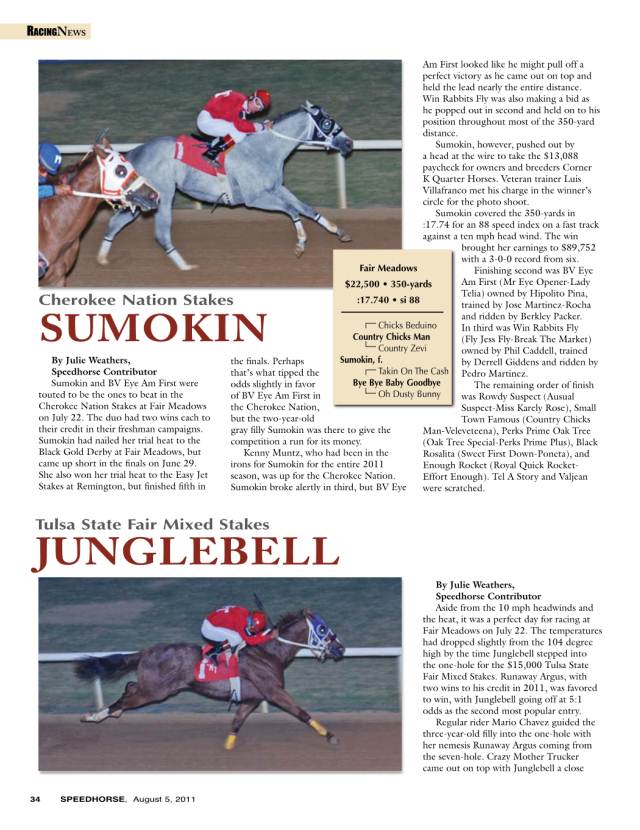 RACINGNEWS
Cherokee Nation Stakes
SUMOKIN
By Julie Weathers,
Speedhorse Contributor
Sumokin and BV Eye Am First were
touted to be the ones to beat in the
Cherokee Nation Stakes at Fair Meadows
on July 22. The duo had two wins each to
their credit in their freshman campaigns.
Sumokin had nailed her trial heat to the
Black Gold Derby at Fair Meadows, but
came up short in the finals on June 29.
She also won her trial heat to the Easy Jet
Stakes at Remington, but finished fifth in
the finals. Perhaps
that's what tipped the
odds slightly in favor
of BV Eye Am First in
the Cherokee Nation,
but the two-year-old
gray filly Sumokin was there to give the
competition a run for its money.
Kenny Muntz, who had been in the
irons for Sumokin for the entire 2011
season, was up for the Cherokee Nation.
Sumokin broke alertly in third, but BV Eye
Fair Meadows
$22,500 • 350-yards
:17.740 • si 88
Chicks Beduino
Country Chicks Man
Country Zevi
Sumokin, f.
Takin On The Cash
Bye Bye Baby Goodbye
Oh Dusty Bunny
Am First looked like he might pull off a
perfect victory as he came out on top and
held the lead nearly the entire distance.
Win Rabbits Fly was also making a bid as
he popped out in second and held on to his
position throughout most of the 350-yard
distance.
Sumokin, however, pushed out by
a head at the wire to take the $13,088
paycheck for owners and breeders Corner
K Quarter Horses. Veteran trainer Luis
Villafranco met his charge in the winner's
circle for the photo shoot.
Sumokin covered the 350-yards in
:17.74 for an 88 speed index on a fast track
against a ten mph head wind. The win
brought her earnings to $89,752
with a 3-0-0 record from six.
Finishing second was BV Eye
Am First (Mr Eye Opener-Lady
Telia) owned by Hipolito Pina,
trained by Jose Martinez-Rocha
and ridden by Berkley Packer.
In third was Win Rabbits Fly
(Fly Jess Fly-Break The Market)
owned by Phil Caddell, trained
by Derrell Giddens and ridden by
Pedro Martinez.
The remaining order of finish
was Rowdy Suspect (Ausual
Suspect-Miss Karely Rose), Small
Town Famous (Country Chicks
Man-Velveteena), Perks Prime Oak Tree
(Oak Tree Special-Perks Prime Plus), Black
Rosalita (Sweet First Down-Poneta), and
Enough Rocket (Royal Quick Rocket-
Effort Enough). Tel A Story and Valjean
were scratched.
Tulsa State Fair Mixed Stakes
JUNGLEBELL
By Julie Weathers,
Speedhorse Contributor
Aside from the 10 mph headwinds and
the heat, it was a perfect day for racing at
Fair Meadows on July 22. The temperatures
had dropped slightly from the 104 degree
high by the time Junglebell stepped into
the one-hole for the $15,000 Tulsa State
Fair Mixed Stakes. Runaway Argus, with
two wins to his credit in 2011, was favored
to win, with Junglebell going off at 5:1
odds as the second most popular entry.
Regular rider Mario Chavez guided the
three-year-old filly into the one-hole with
her nemesis Runaway Argus coming from
the seven-hole. Crazy Mother Trucker
came out on top with Junglebell a close
34 SPEEDHORSE, August 5, 2011